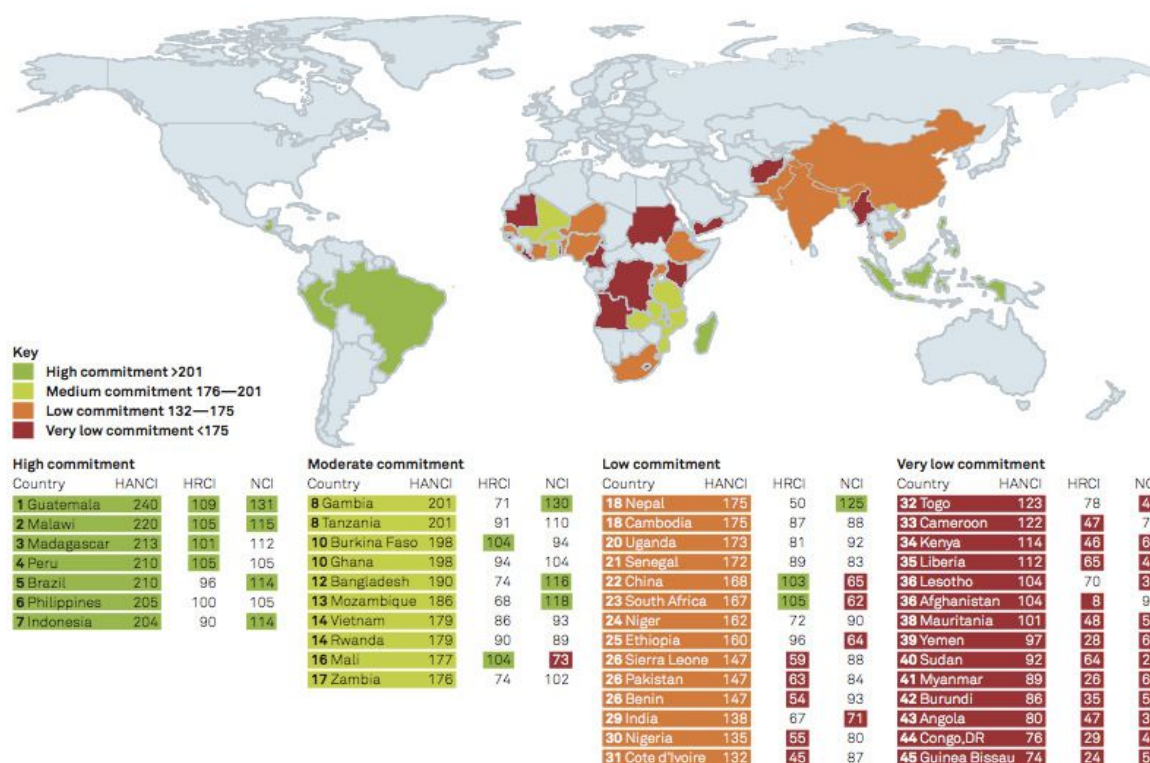 Key
High commitment >201
Medium commitment 176—201
Low commitment 132—175
Very low commitment <175
High commitment
Country HANCI HRCI NCI
1 Guatemala 240 109 131
2 Malawi 220 105 115
3 Madagascar 213 101 112
4 Peru 210 105 105
5 Brazil 210 96 114
6 Philippines 205 100 105
7 Indonesia 204 90 114
Moderate commitment
Country HANCI HRCI NCI
8 Gambia 201 71 130
8 Tanzania 201 91 110
10 Burkina Faso 198 104 94
10 Ghana 198 94 104
12 Bangladesh 190 74 116
13 Mozambique 186 68 118
14 Vietnam 179 86 93
14 Rwanda 179 90 89
16 Mali 177 104 73
17 Zambia 176 74 102
Low commitment
Country HANCI HRCI NCI
18 Nepal 175 50 125
18 Cambodia 175 87 88
20 Uganda 173 81 92
21 Senegal 172 89 83
22 China 168 103 65
23 South Africa 167 105 62
24 Niger 162 72 90
25 Ethiopia 160 96 64
26 Sierra Leone 147 59 88
26 Pakistan 147 63 84
26 Benin 147 54 93
29 India 138 67 71
30 Nigeria 135 55 80
31 Cote d'Ivoire 132 45 87
Very low commitment
Country HANCI HRCI
32 Togo 123 78
33 Cameroon 122 47
34 Kenya 114 46
35 Liberia 112 65
36 Lesotho 104 70
36 Afghanistan 104 8
38 Mauritania 101 48
39 Yemen 97 28
40 Sudan 92 64
41 Myanmar 89 26
42 Burundi 86 35
43 Angola 80 47
44 Congo,DR 76 29
45 Guinea Bissau 74 24